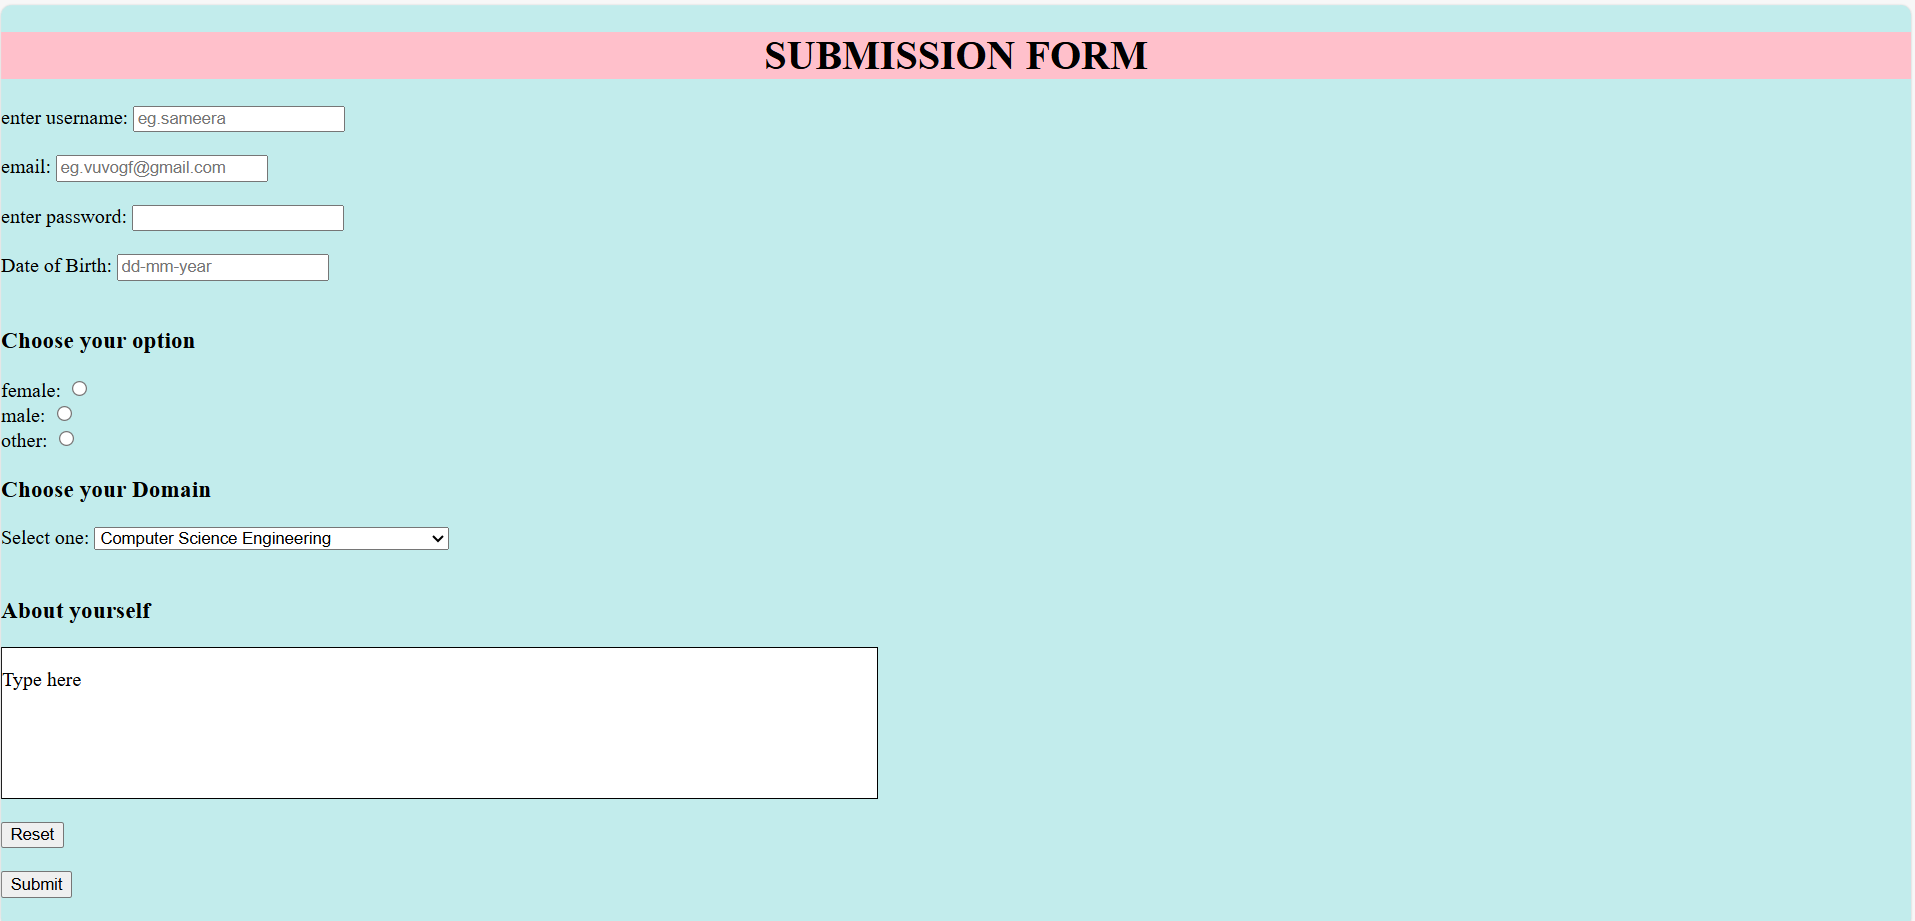 SUBMISSION FORM
enter username: eg.sameera
email: eg.vuvogf@gmail.com
enter password:
Date of Birth: dd-mm-year
Choose your option
female:
male:
other:
Choose your Domain
Select one: Computer Science Engineering
About yourself
Type here
Reset
Submit